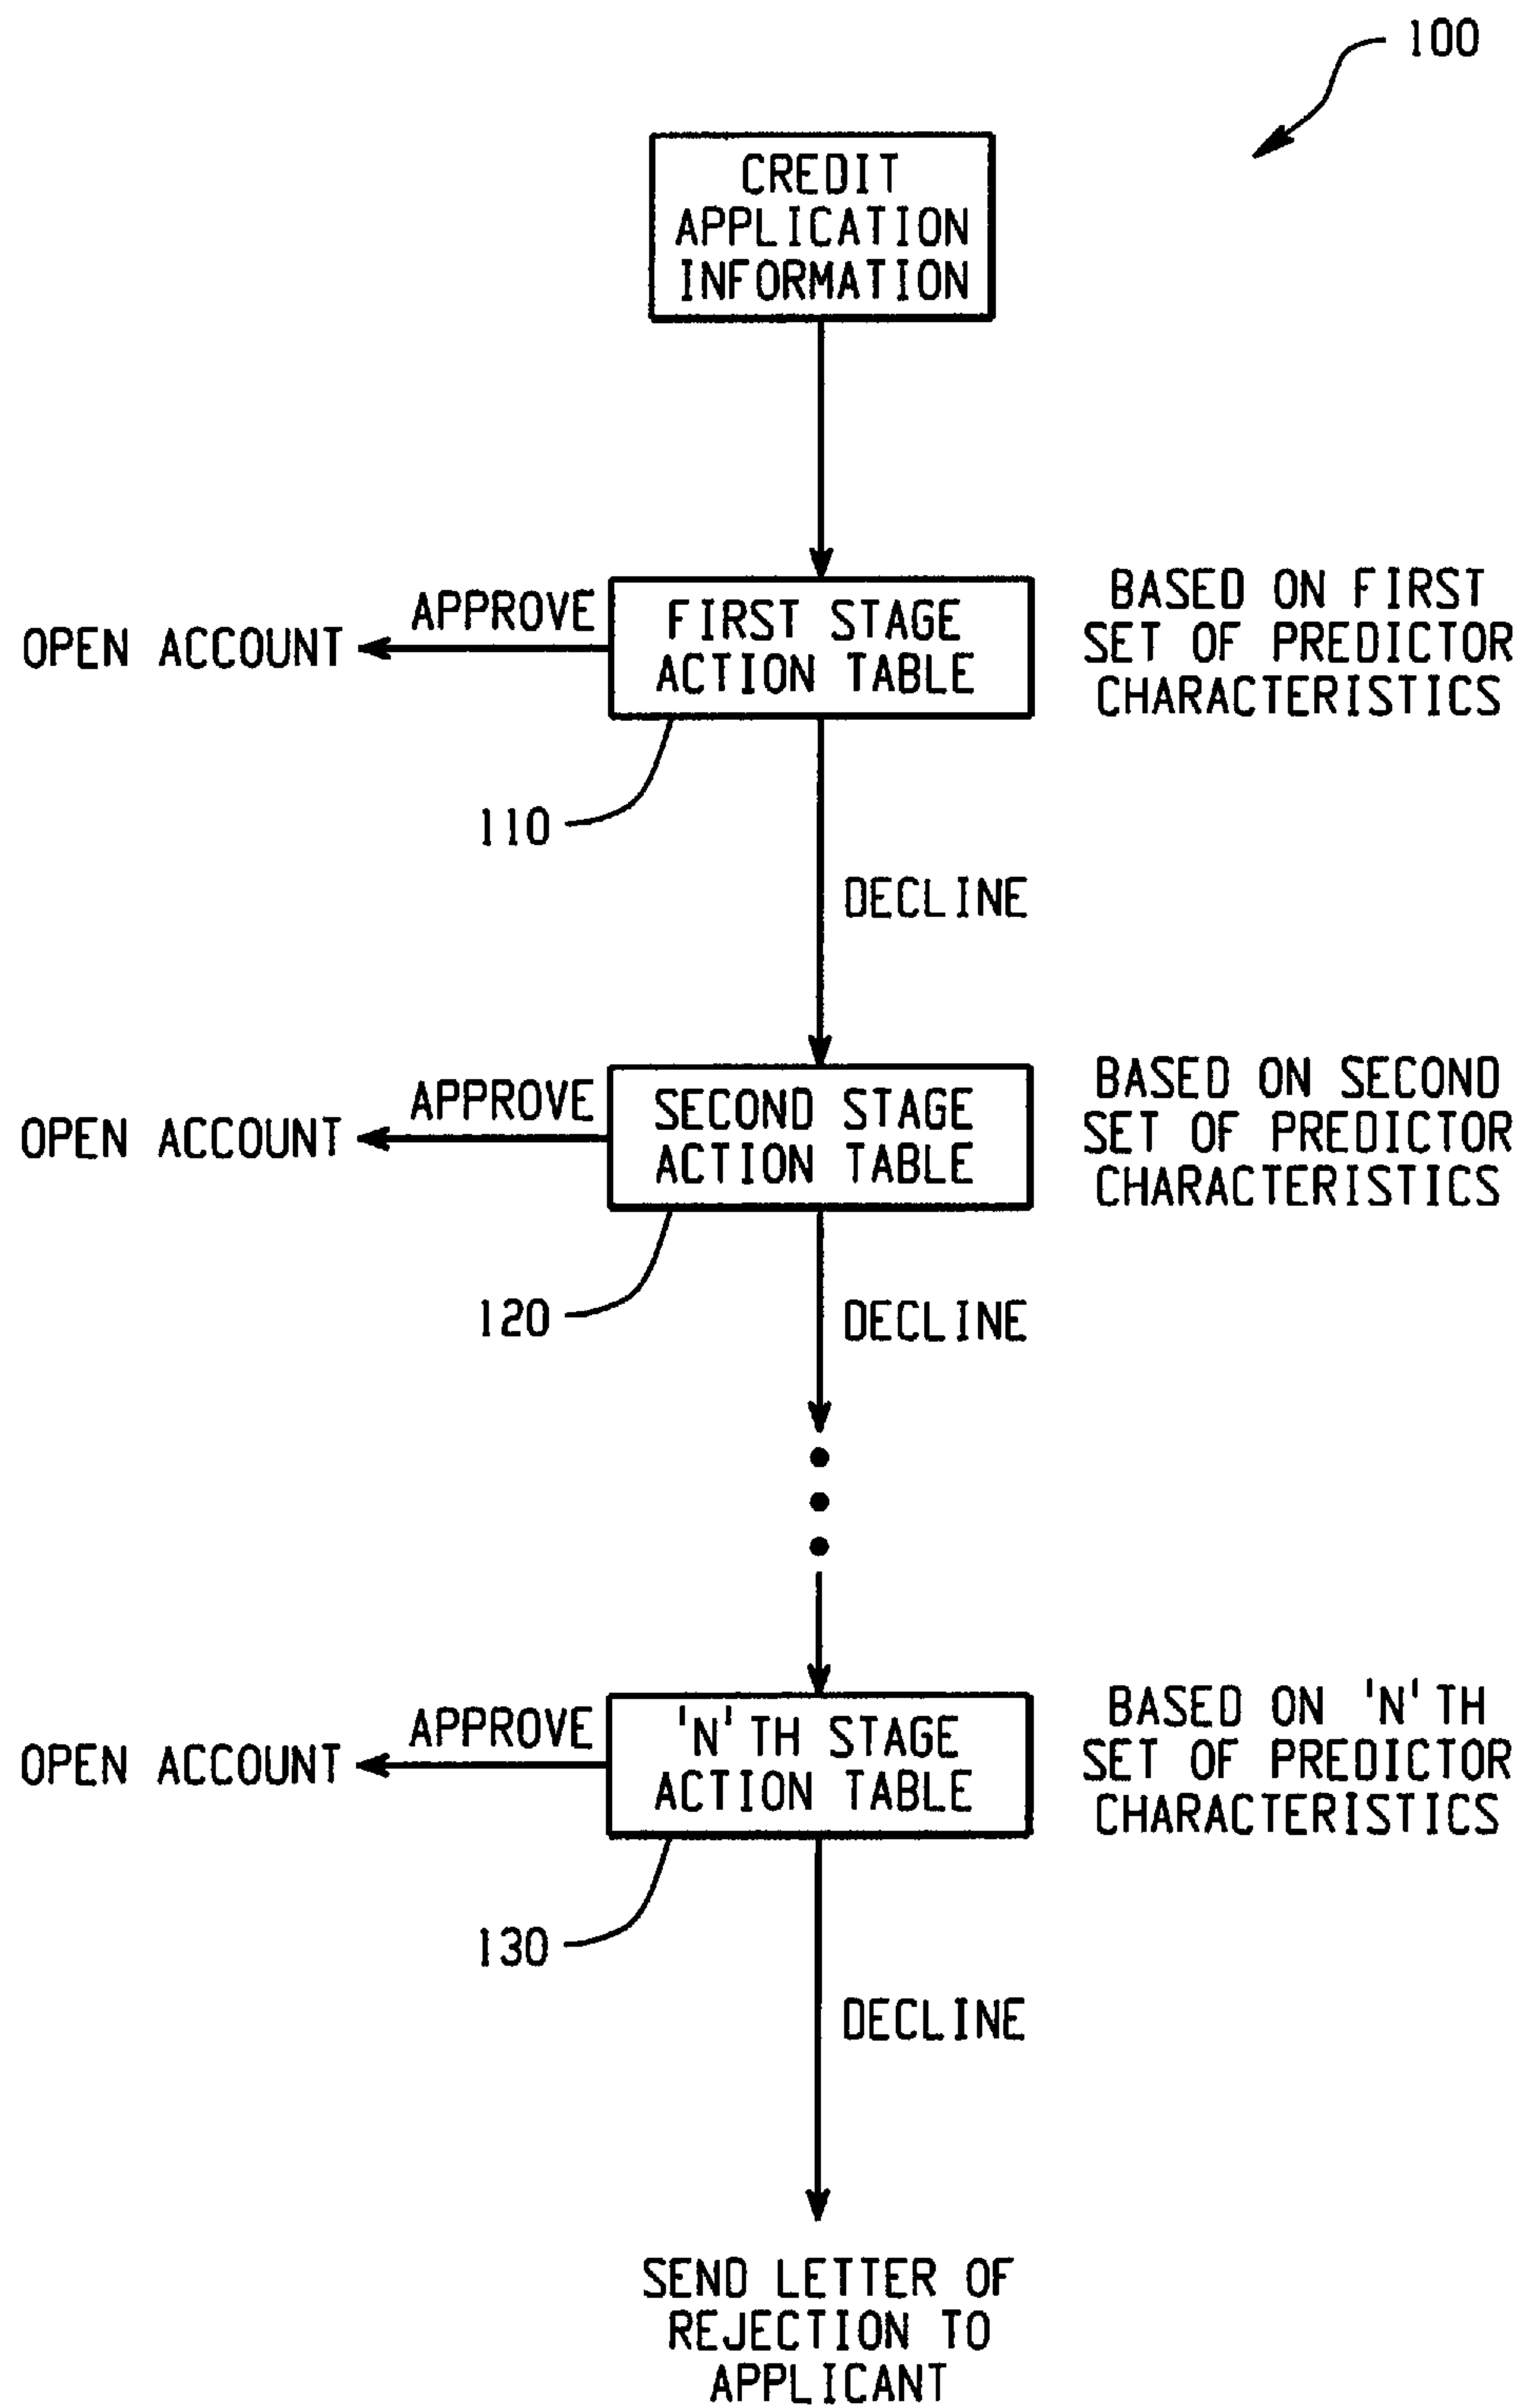 100
CREDIT
APPLICATION
INFORMATION
APPROVE
OPEN ACCOUNT
FIRST STAGE
ACTION TABLE
BASED ON FIRST
SET OF PREDICTOR
CHARACTERISTICS
110
DECLINE
APPROVE
OPEN ACCOUNT
SECOND STAGE
ACTION TABLE
BASED ON SECOND
SET OF PREDICTOR
CHARACTERISTICS
120
DECLINE
APPROVE
OPEN ACCOUNT
'N'TH STAGE
ACTION TABLE
BASED ON 'N'TH
SET OF PREDICTOR
CHARACTERISTICS
130
DECLINE
SEND LETTER OF
REJECTION TO
APPLICANT